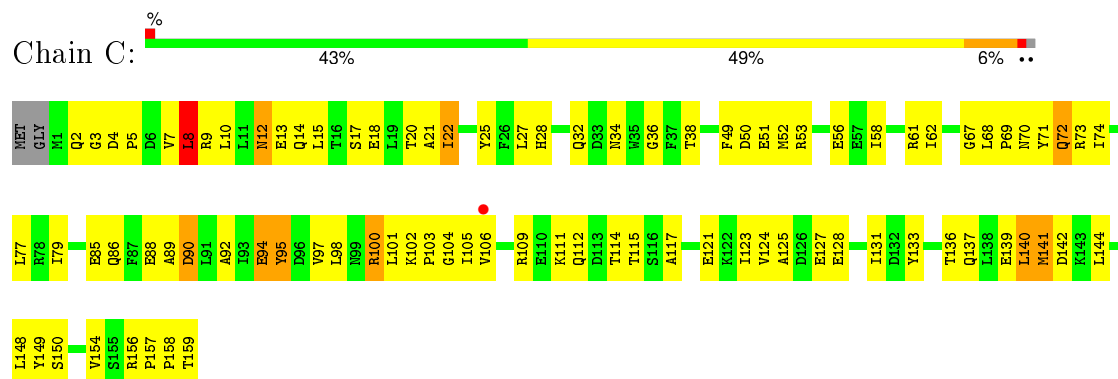 %
Chain C:
43% 49% 6% ••
MET GLY M1 Q2 G3 D4 P5 D6 V7 L8 R9 L10 L11 N12 E13 Q14 L15 T16 S17 E18 L19 T20 A21 I22 Y25 F26 L27 H28 Q32 D33 N34 W35 G36 F37 T38 F49 D50 E51 M52 R53 E56 E57 I58 R61 I62 G67 L68 P69 N70 Y71 Q72 R73 I74
L77 R78 I79 E85 Q86 F87 E88 A89 D90 L91 A92 I93 E94 Y95 D96 V97 L98 N99 R100 L101 K102 P103 G104 I105 V106 R109 E110 K111 Q112 D113 T114 T115 S116 A117 E121 K122 I123 V124 A125 D126 E127 E128 I131 D132 Y133 T136 Q137 L138 E139 L140 M141 D142 K143 L144
L148 Y149 S150 V154 S155 R156 P157 P158 T159